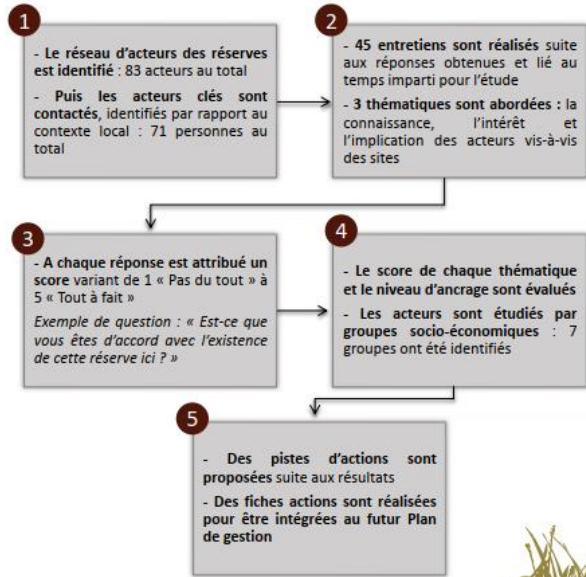 1
- Le réseau d'acteurs des réserves
est identifié : 83 acteurs au total
- Puis les acteurs clés sont
contactés, identifiés par rapport au
contexte local : 71 personnes au
total
2
- 45 entretiens sont réalisés suite
aux réponses obtenues et lié au
temps imparti pour l'étude
- 3 thématiques sont abordées : la
connaissance, l'intérêt et
l'implication des acteurs vis-à-vis
des sites
3
- A chaque réponse est attribué un
score variant de 1 « Pas du tout » à
5 « Tout à fait »
Exemple de question : « Est-ce que
vous êtes d'accord avec l'existence
de cette réserve ici ? »
4
- Le score de chaque thématique
et le niveau d'ancrage sont évalués
- Les acteurs sont étudiés par
groupes socio-économiques : 7
groupes ont été identifiés
5
- Des pistes d'actions sont
proposées suite aux résultats
- Des fiches actions sont réalisées
pour être intégrées au futur Plan
de gestion